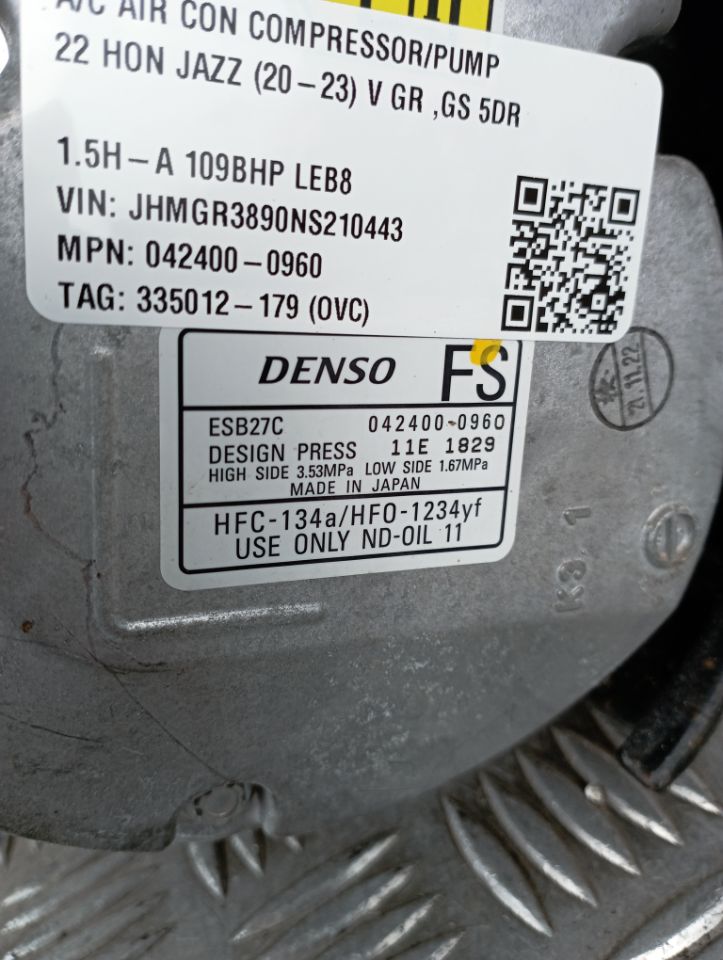 A/C AIR CON COMPRESSOR/PUMP
22 HON JAZZ (20-23) V GR ,GS 5DR
1.5H-A 109BHP LEB8
VIN: JHMGR3890NS210443
MPN: 042400-0960
TAG: 335012-179 (OVC)
DENSO FS
ESB27C 042400-0960
DESIGN PRESS 11E 1829
HIGH SIDE 3.53MPa LOW SIDE 1.67MPa
MADE IN JAPAN
HFC-134a/HFO-1234yf
USE ONLY ND-OIL 11
21.11.22
K3 1